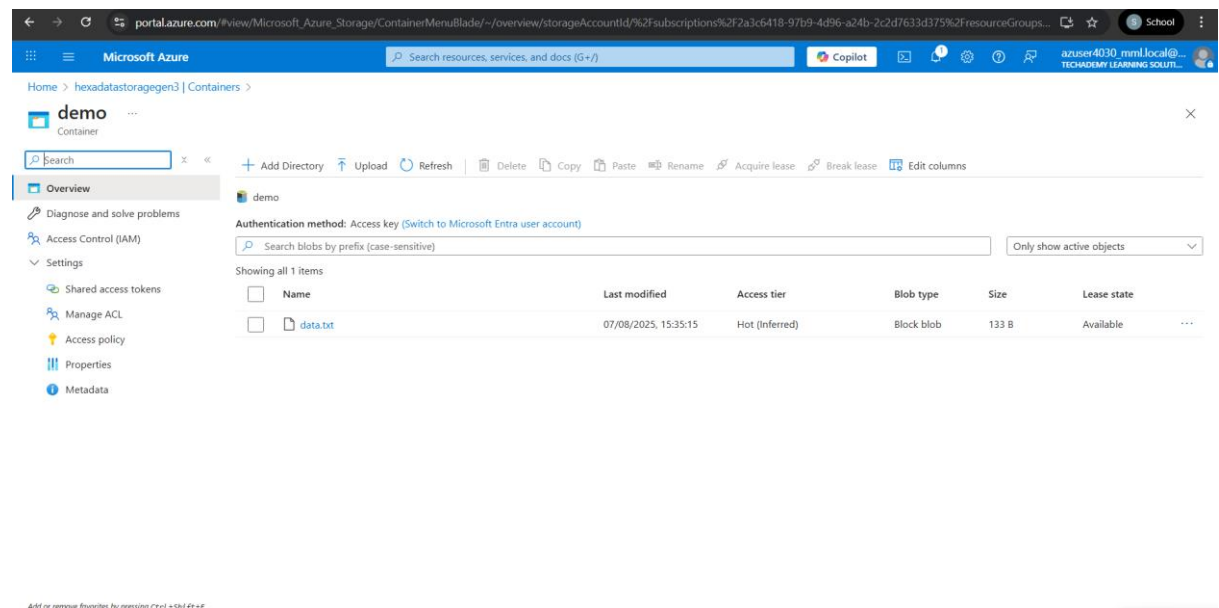 portal.azure.com/#view/Microsoft_Azure_Storage/ContainerMenuBlade/~/overview/storageAccountId/%2Fsubscriptions%2F2a3c6418-97b9-4d96-a24b-2c2d7633d375%2FresourceGroups... S School
Microsoft Azure Search resources, services, and docs (G+/) Copilot 1 azuser4030_mml.local@...
TECHADEMY LEARNING SOLUTI...
Home > hexadatastoragegen3 | Containers >
demo ...
Container
Search
+ Add Directory Upload Refresh Delete Copy Paste Rename Acquire lease Break lease Edit columns
Overview
Diagnose and solve problems
Access Control (IAM)
Settings
Shared access tokens
Manage ACL
Access policy
Properties
Metadata
demo
Authentication method: Access key (Switch to Microsoft Entra user account)
Search blobs by prefix (case-sensitive) Only show active objects
Showing all 1 items
Name Last modified Access tier Blob type Size Lease state
data.txt 07/08/2025, 15:35:15 Hot (Inferred) Block blob 133 B Available ...
Add or remove favorites by pressing Ctrl+Shift+F